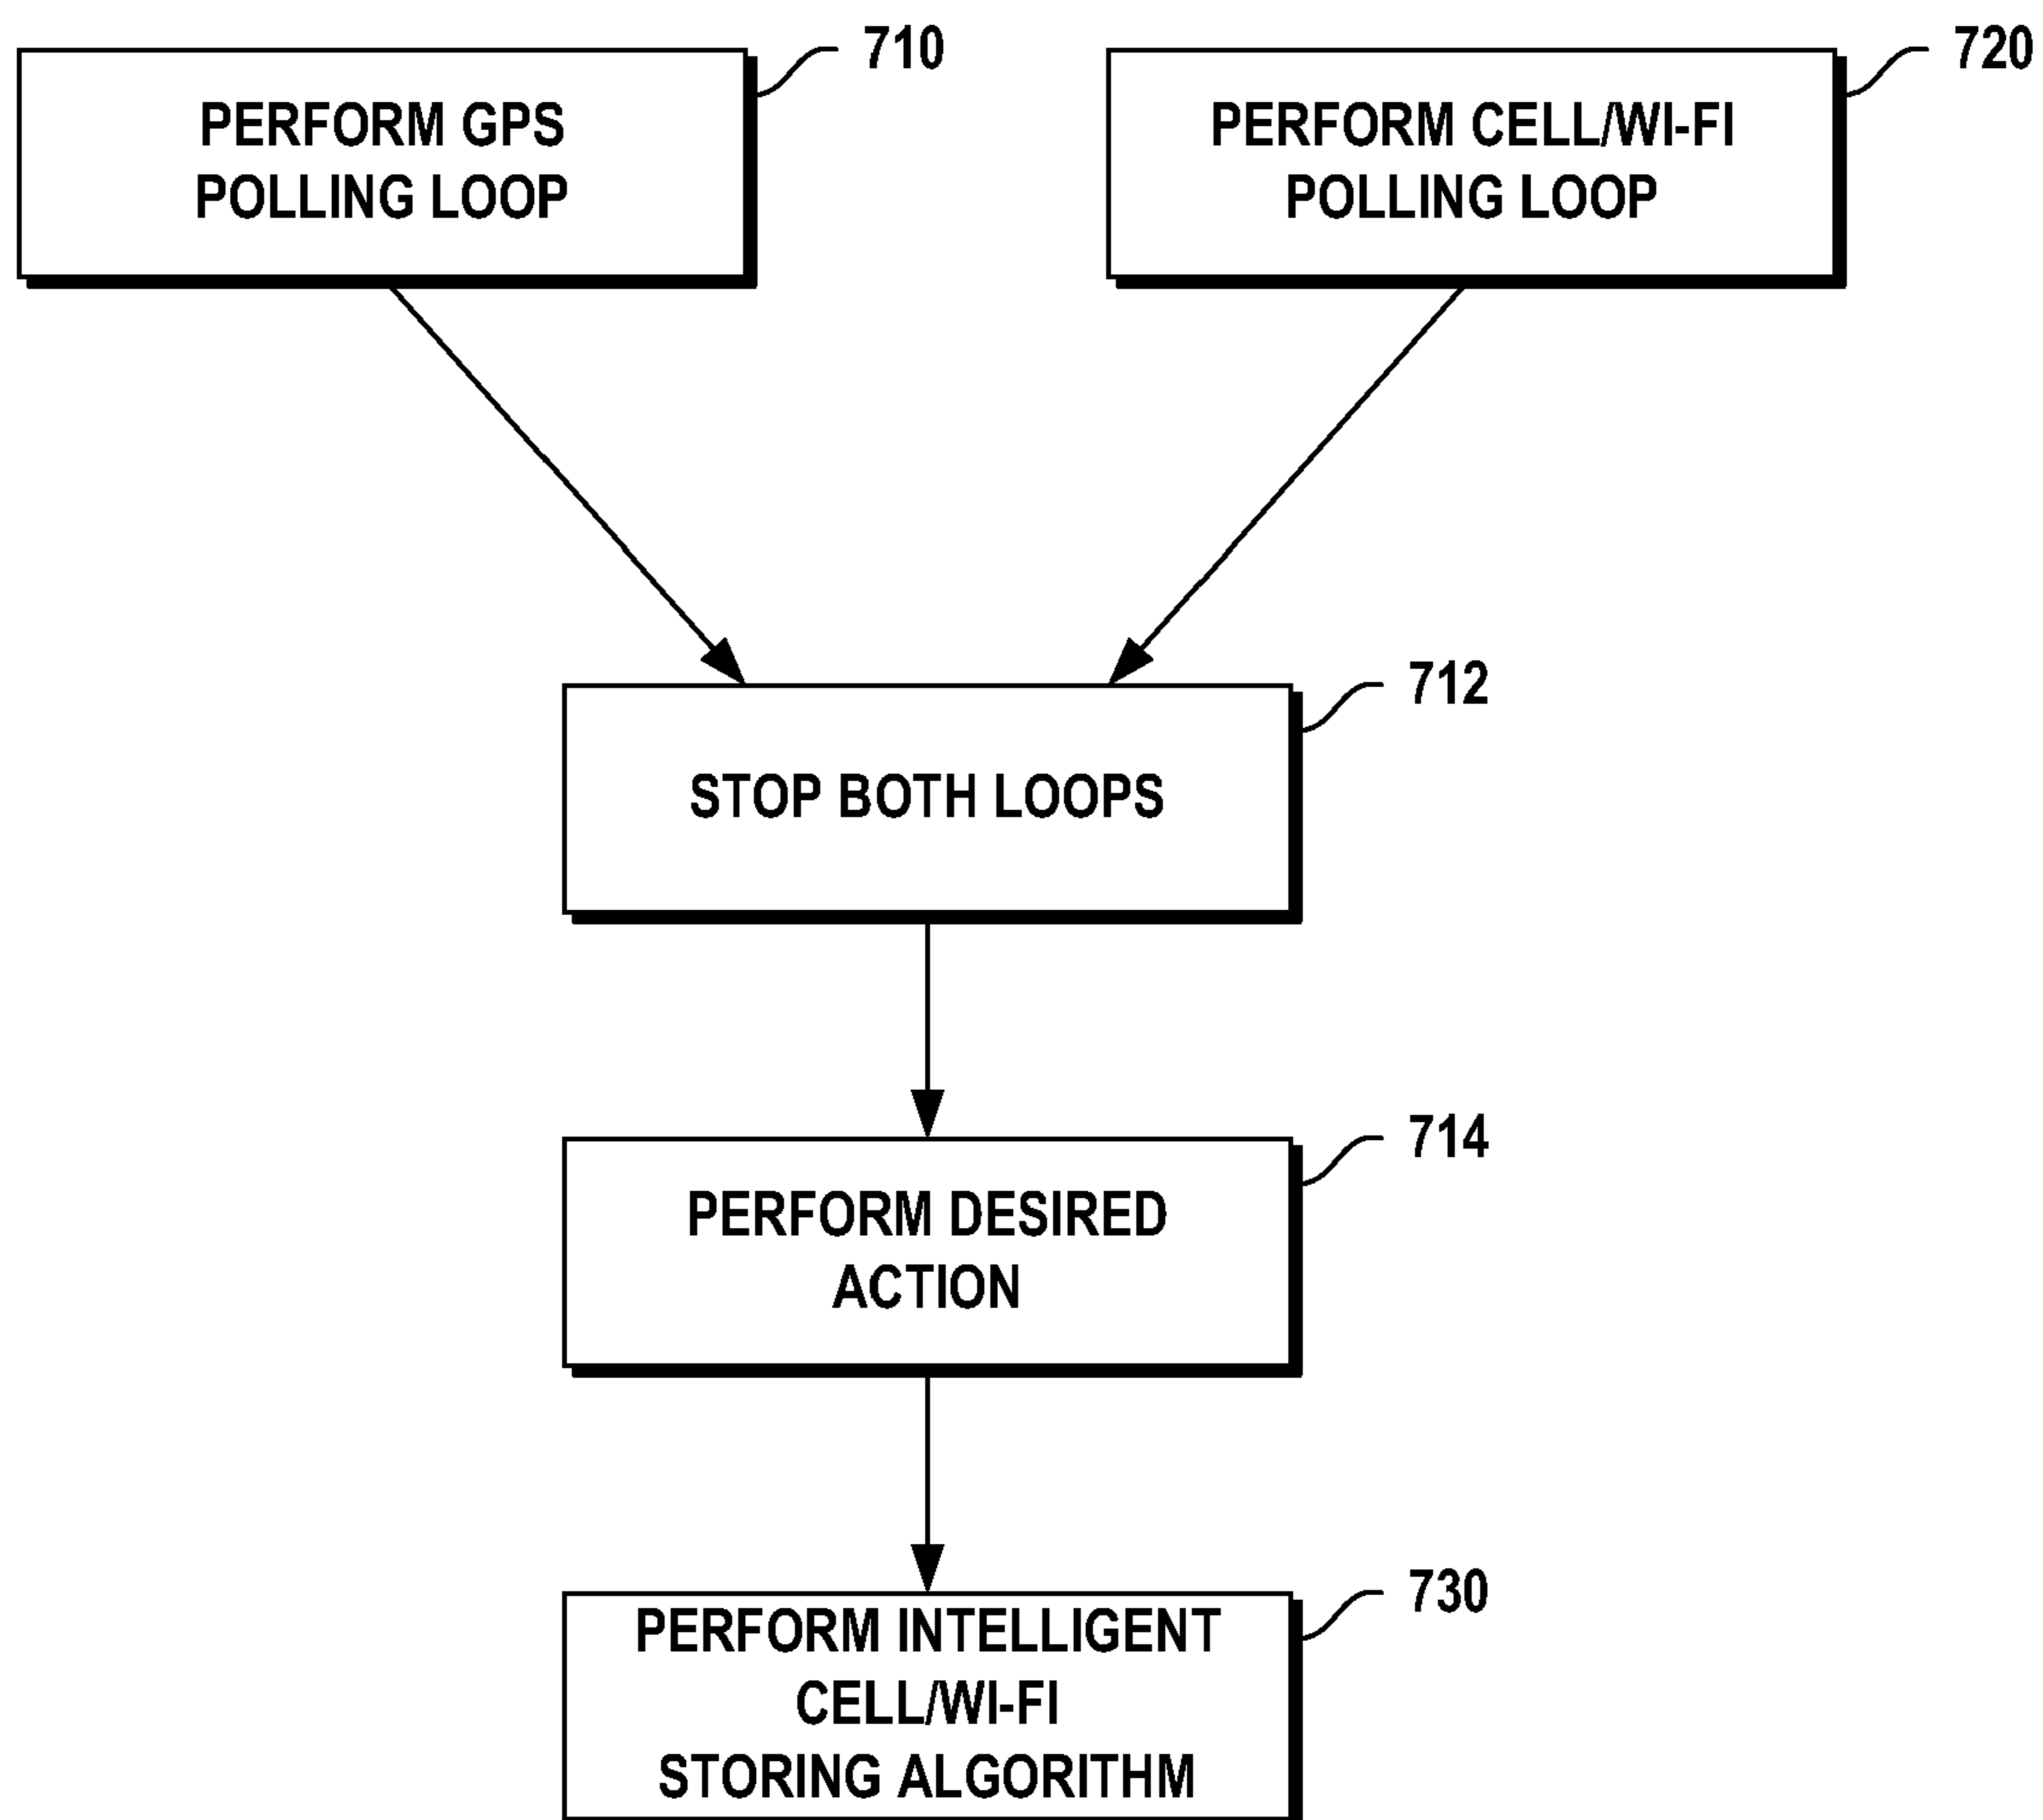 710
720
PERFORM GPS
POLLING LOOP
PERFORM CELL/WI-FI
POLLING LOOP
712
STOP BOTH LOOPS
714
PERFORM DESIRED
ACTION
730
PERFORM INTELLIGENT
CELL/WI-FI
STORING ALGORITHM